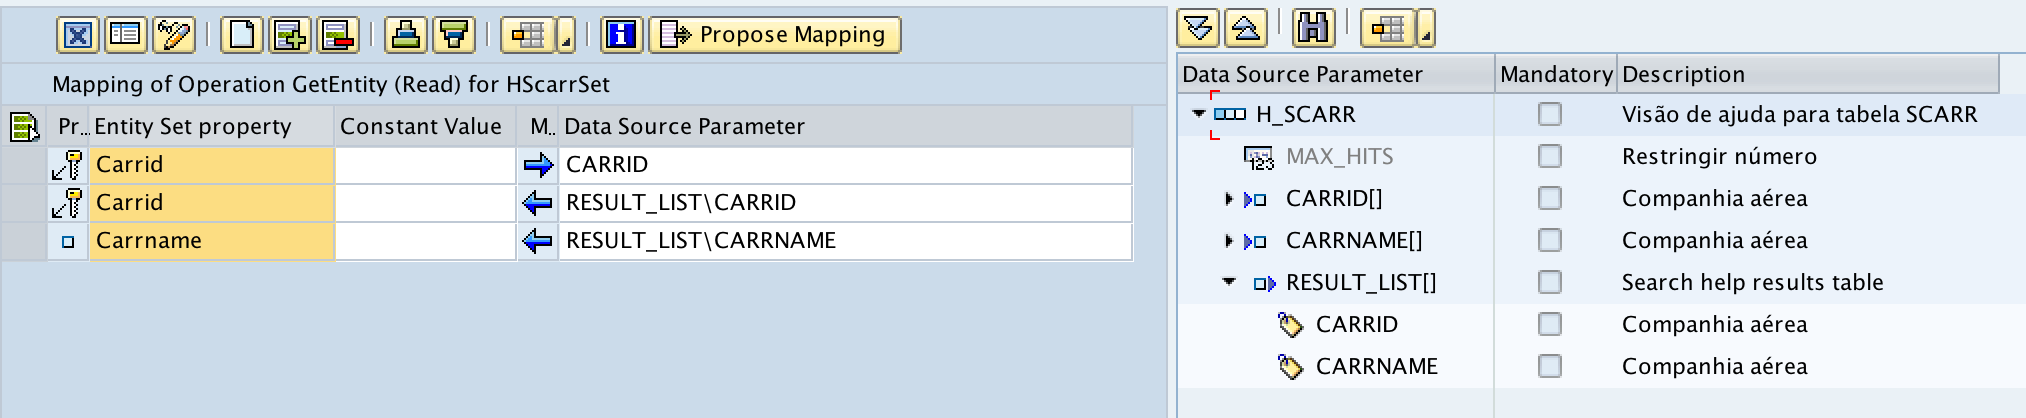 Propose Mapping
Mapping of Operation GetEntity (Read) for HScarrSet
Pr.. Entity Set property Constant Value M.. Data Source Parameter
Carrid CARRID
Carrid RESULT_LIST\CARRID
Carrname RESULT_LIST\CARRNAME
Data Source Parameter Mandatory Description
H_SCARR Visão de ajuda para tabela SCARR
123 MAX_HITS Restringir número
CARRID[] Companhia aérea
CARRNAME[] Companhia aérea
RESULT_LIST[] Search help results table
CARRID Companhia aérea
CARRNAME Companhia aérea